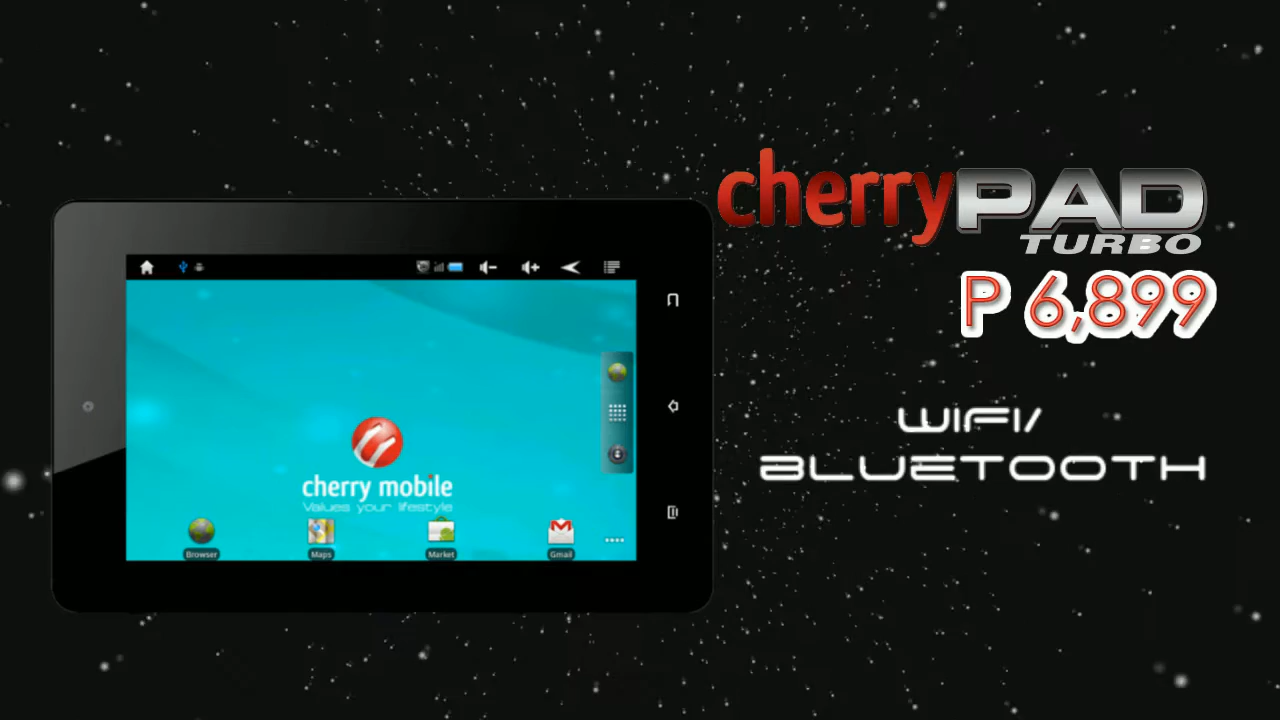 cherryPAD
TURBO
P 6,899
WIFI/
BLUETOOTH
cherry mobile
Values your lifestyle
Browser
Maps
Market
Gmail